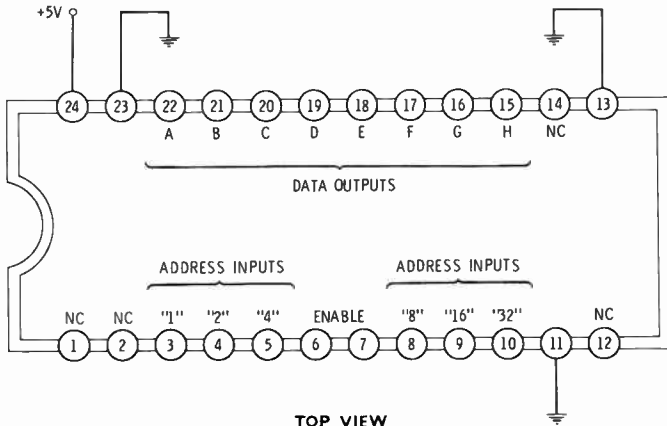 +5V
24 23 22 21 20 19 18 17 16 15 14 13
A B C D E F G H NC
DATA OUTPUTS
ADDRESS INPUTS ADDRESS INPUTS
NC NC "1" "2" "4" ENABLE "8" "16" '32" NC
1 2 3 4 5 6 7 8 9 10 11 12
TOP VIEW